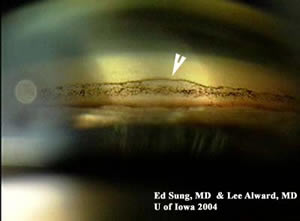 Ed Sung, MD & Lee Alward, MD
U of Iowa 2004